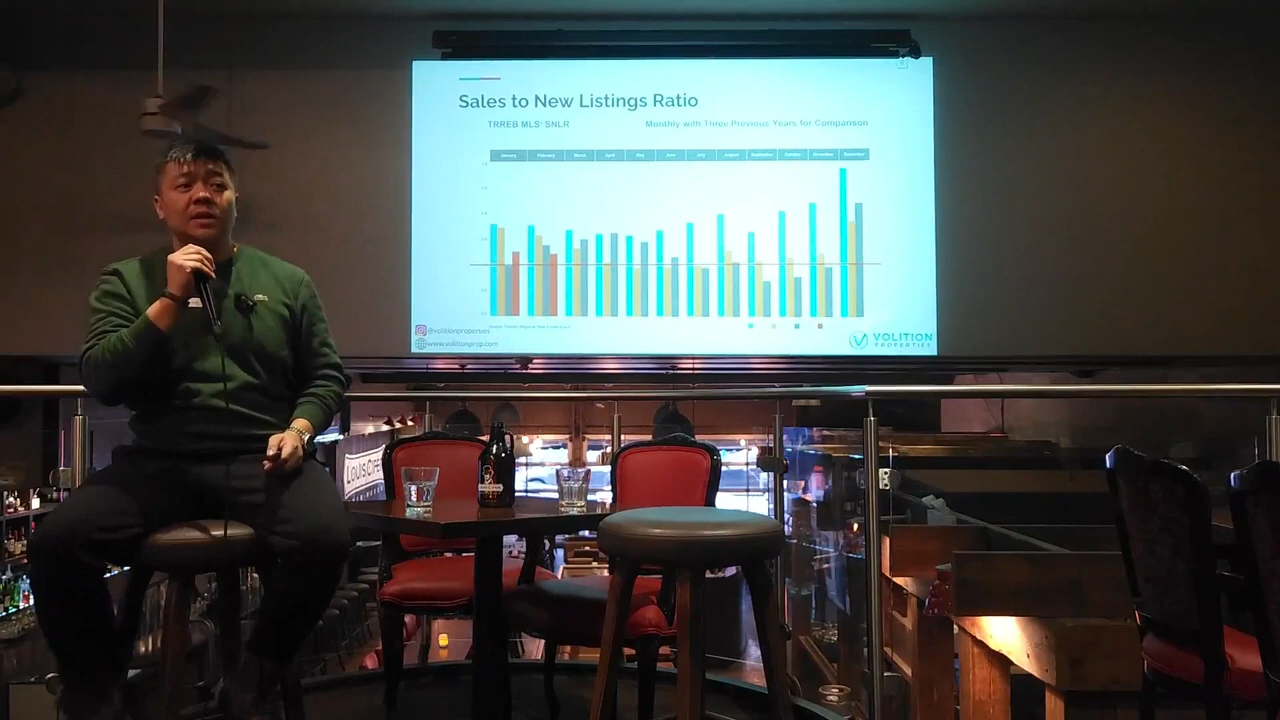 Sales to New Listings Ratio
TRREB MLS® SNLR
Monthly with Three Previous Years for Comparison
January February March April May June July August September October November December
@volitionproperties
www.volitionprop.com
VOLITION
PROPERTIES